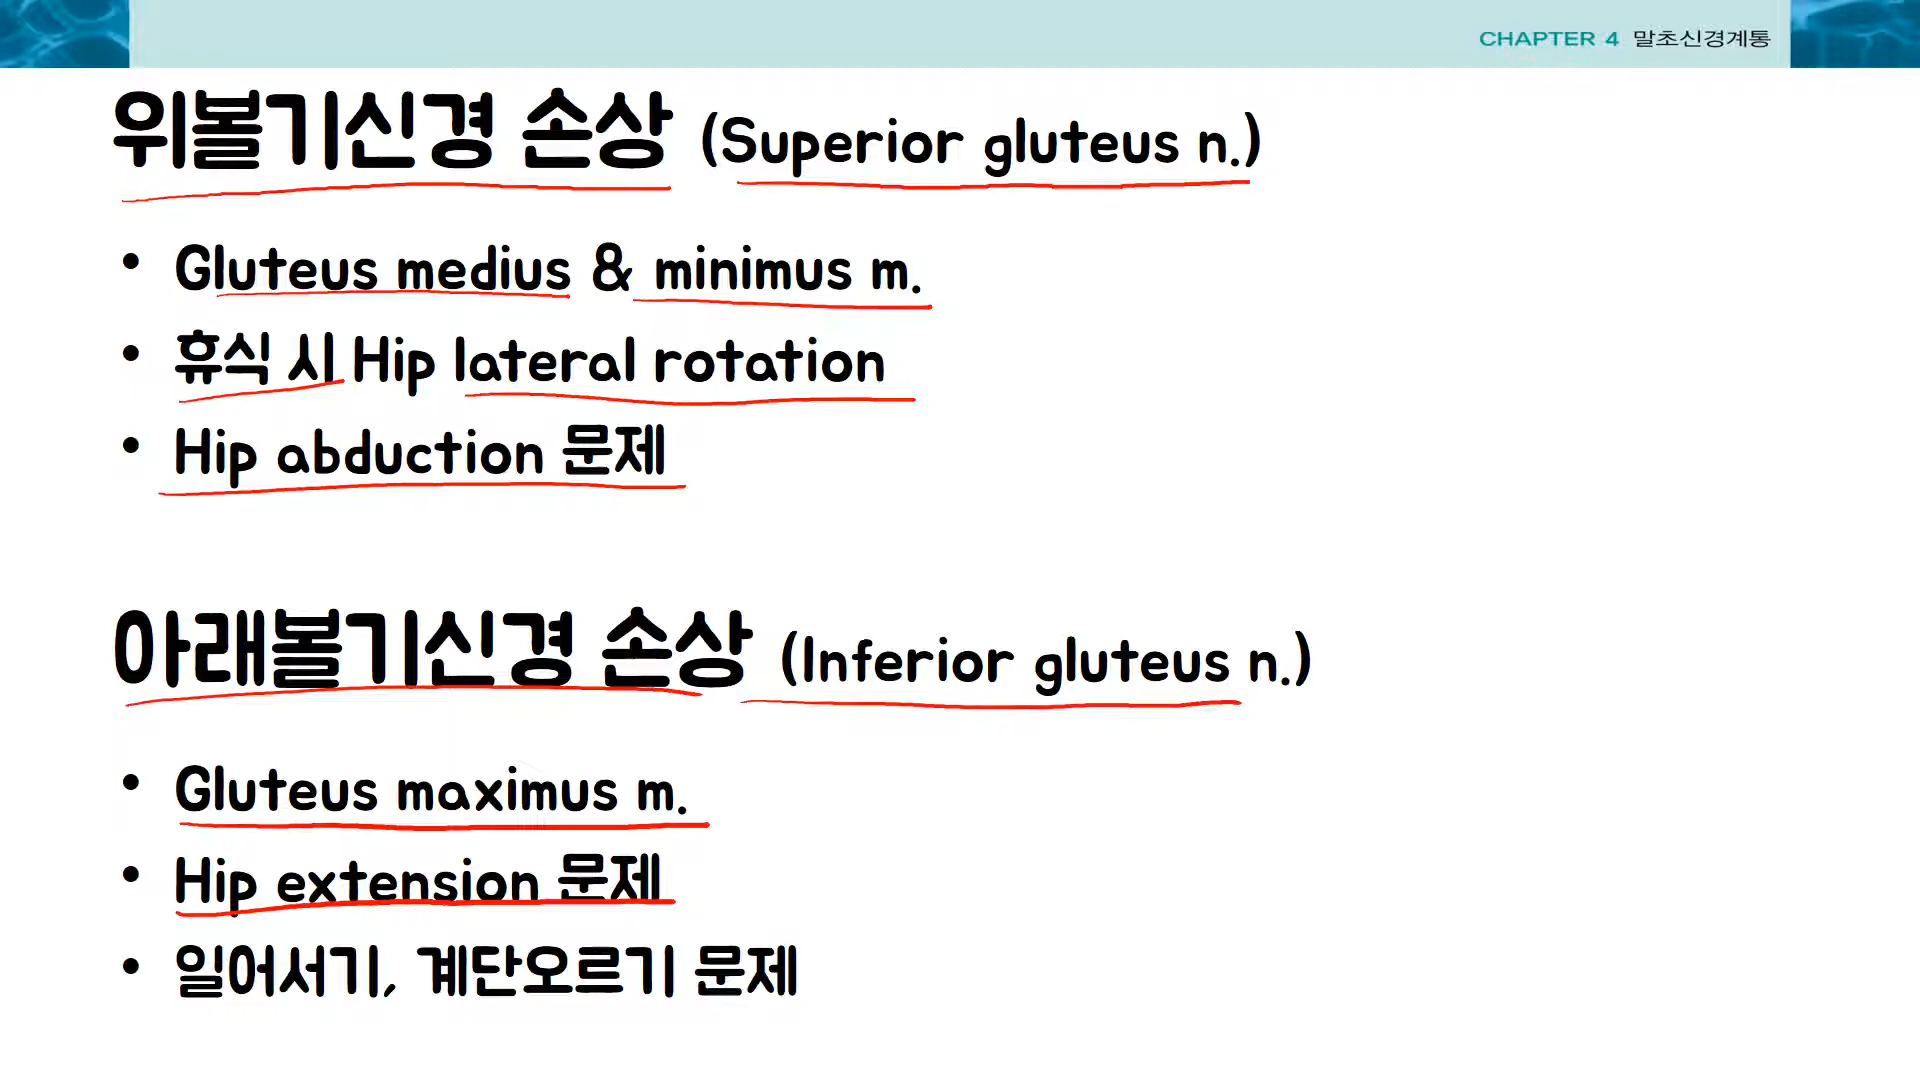 CHAPTER 4 말초신경계통
위볼기신경 손상 (Superior gluteus n.)
• Gluteus medius & minimus m.
• 휴식 시 Hip lateral rotation
• Hip abduction 문제
아래볼기신경 손상 (Inferior gluteus n.)
• Gluteus maximus m.
• Hip extension 문제
• 일어서기, 계단오르기 문제